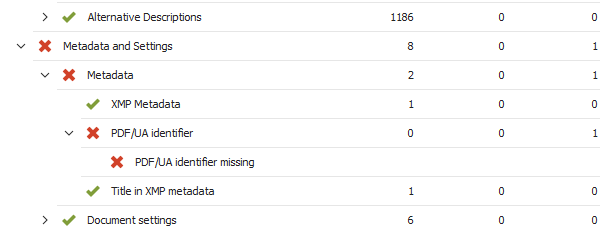 Alternative Descriptions 1186 0 0
Metadata and Settings 8 0 1
Metadata 2 0 1
XMP Metadata 1 0 0
PDF/UA identifier 0 0 1
PDF/UA identifier missing
Title in XMP metadata 1 0 0
Document settings 6 0 0